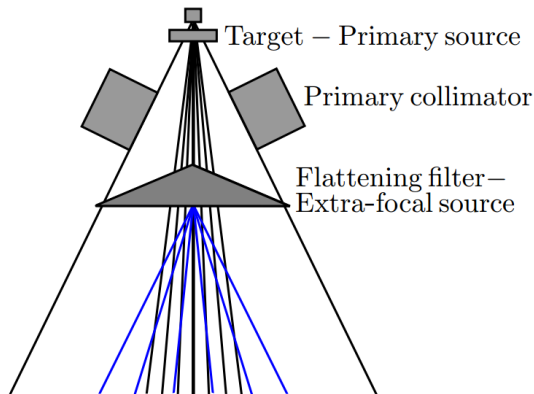 Target – Primary source
Primary collimator
Flattening filter–
Extra-focal source